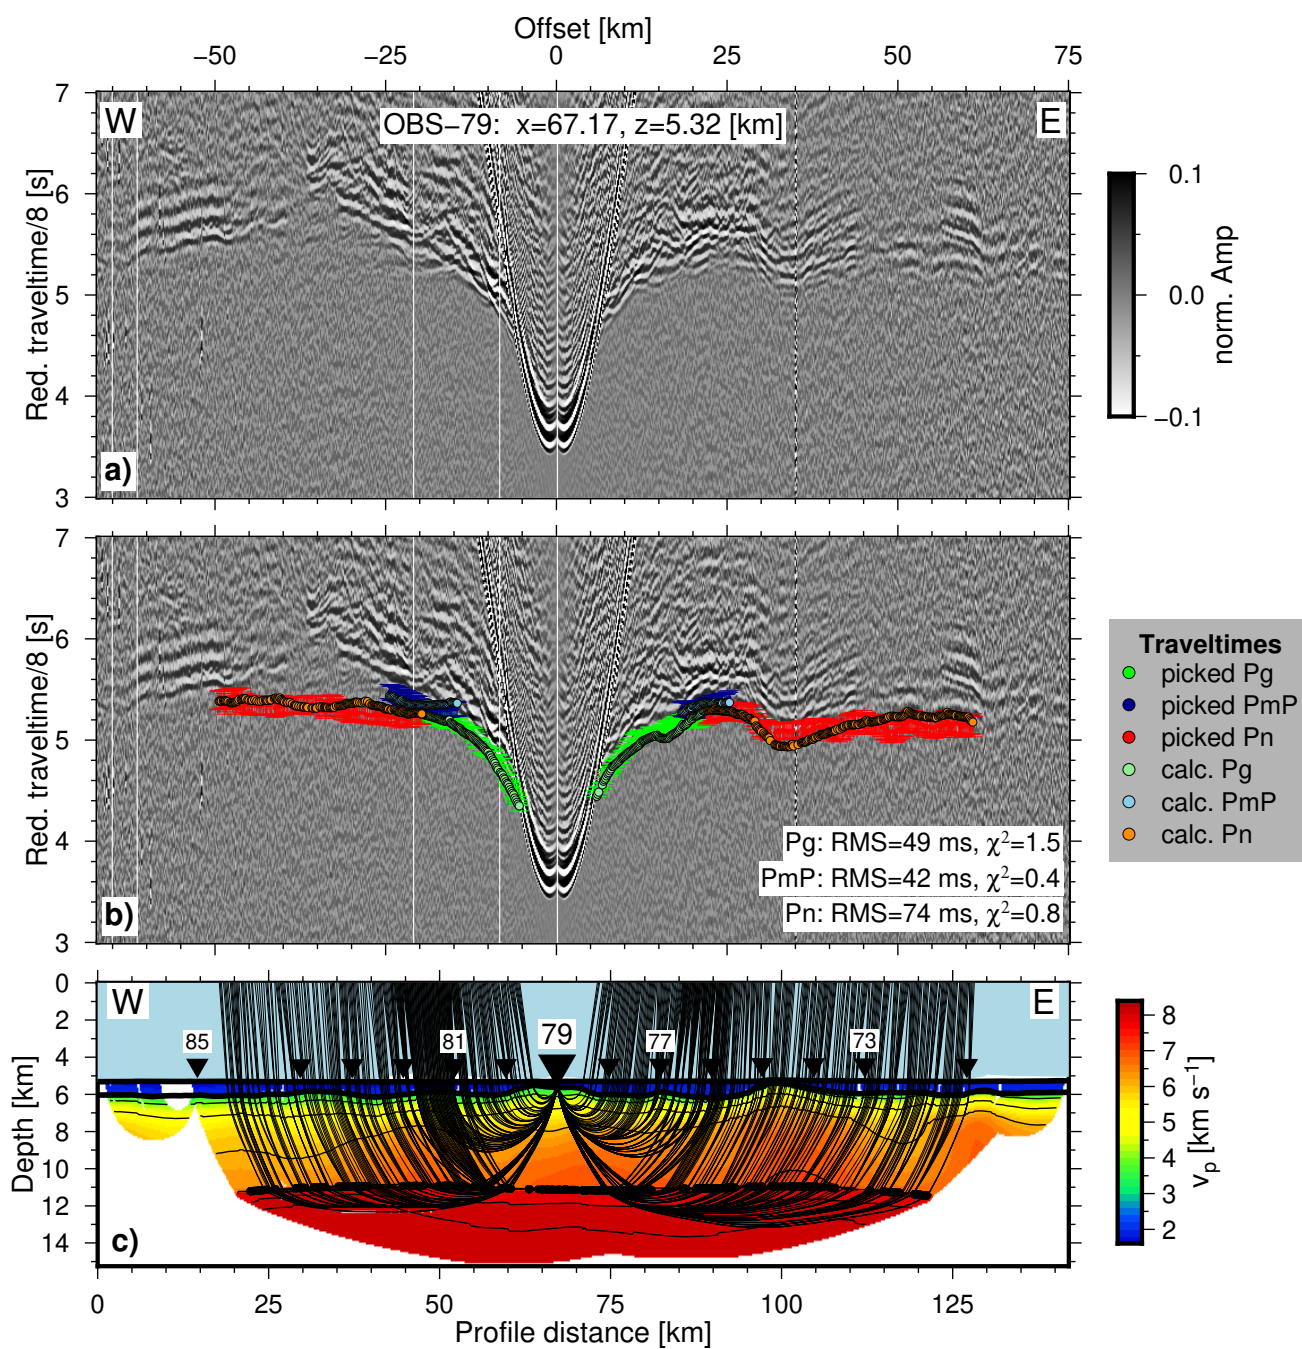 Offset [km]
−50 −25 0 25 50 75
W
E
OBS−79: x=67.17, z=5.32 [km]
7
6
5
4
3
Red. traveltime/8 [s]
a)
0.1
0.0
−0.1
norm. Amp
7
6
5
4
3
Red. traveltime/8 [s]
b)
Pg: RMS=49 ms, χ²=1.5
PmP: RMS=42 ms, χ²=0.4
Pn: RMS=74 ms, χ²=0.8
Traveltimes
picked Pg
picked PmP
picked Pn
calc. Pg
calc. PmP
calc. Pn
W
E
85 81 79 77 73
0
2
4
6
8
10
12
14
Depth [km]
c)
0 25 50 75 100 125
Profile distance [km]
8
7
6
5
4
3
2
vₚ [km s⁻¹]